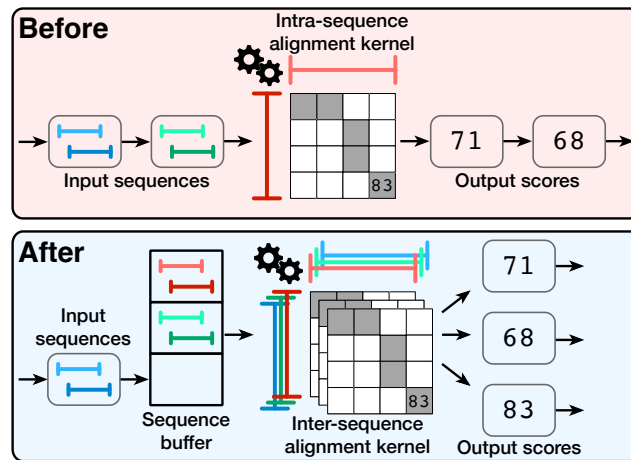 Before
Intra-sequence
alignment kernel
83
71
68
Input sequences
Output scores
After
Input
sequences
Sequence
buffer
83
Inter-sequence
alignment kernel
71
68
83
Output scores